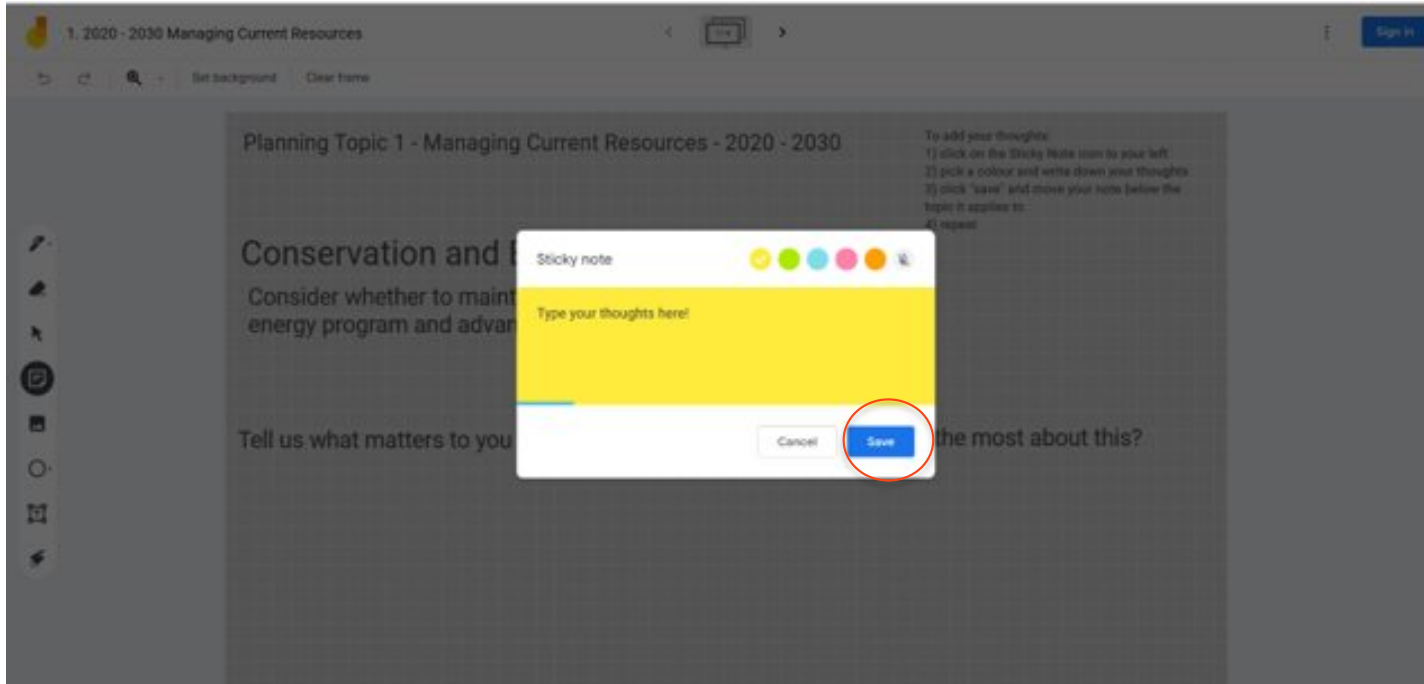 1. 2020 - 2030 Managing Current Resources
Sign in
Set background
Clear frame
Planning Topic 1 - Managing Current Resources - 2020 - 2030
To add your thoughts:
1) click on the Sticky Note icon to your left
2) pick a colour and write down your thoughts
3) click "save" and move your note below the
topic it applies to
4) repeat
Conservation and
Consider whether to maint
energy program and advan
Sticky note
Type your thoughts here!
Cancel
Save
Tell us what matters to you
the most about this?